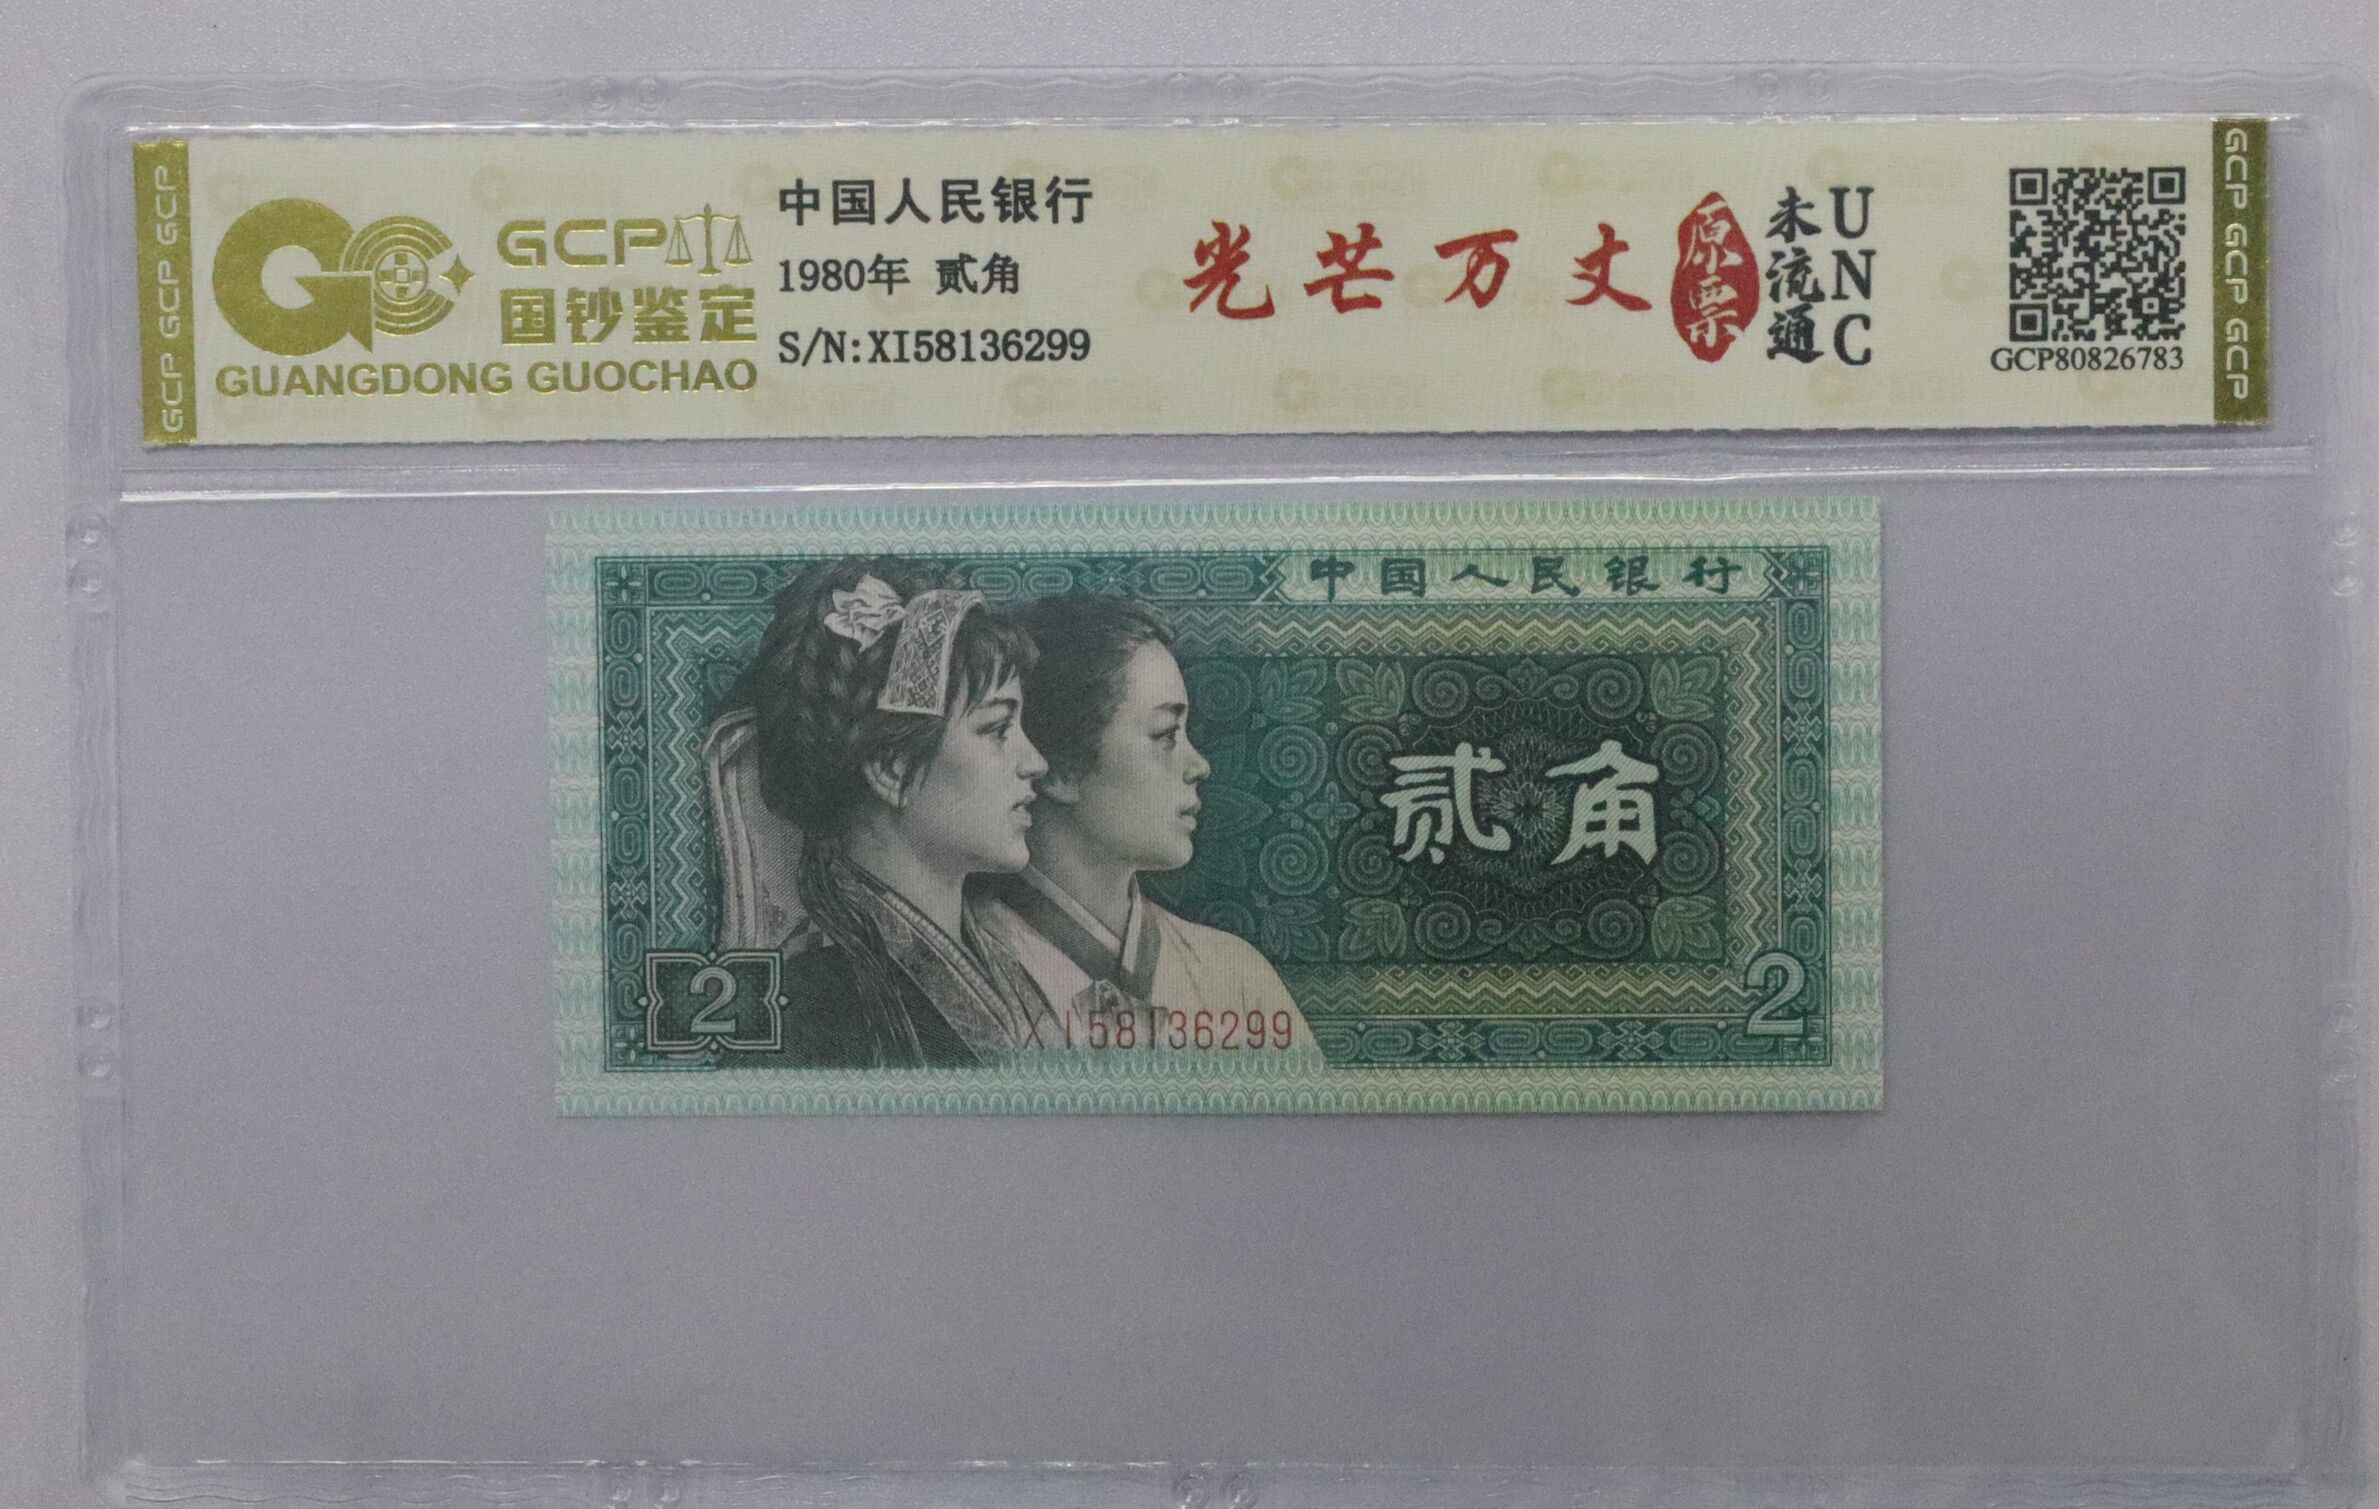 GCP GCP GCP
GCP
国钞鉴定
GUANGDONG GUOCHAO
中国人民银行
1980年 贰角
S/N:XI58136299
光芒万丈
原票
未流通
UNC
GCP80826783
GCP GCP GCP
中国人民银行
贰角
2
XI58136299
2